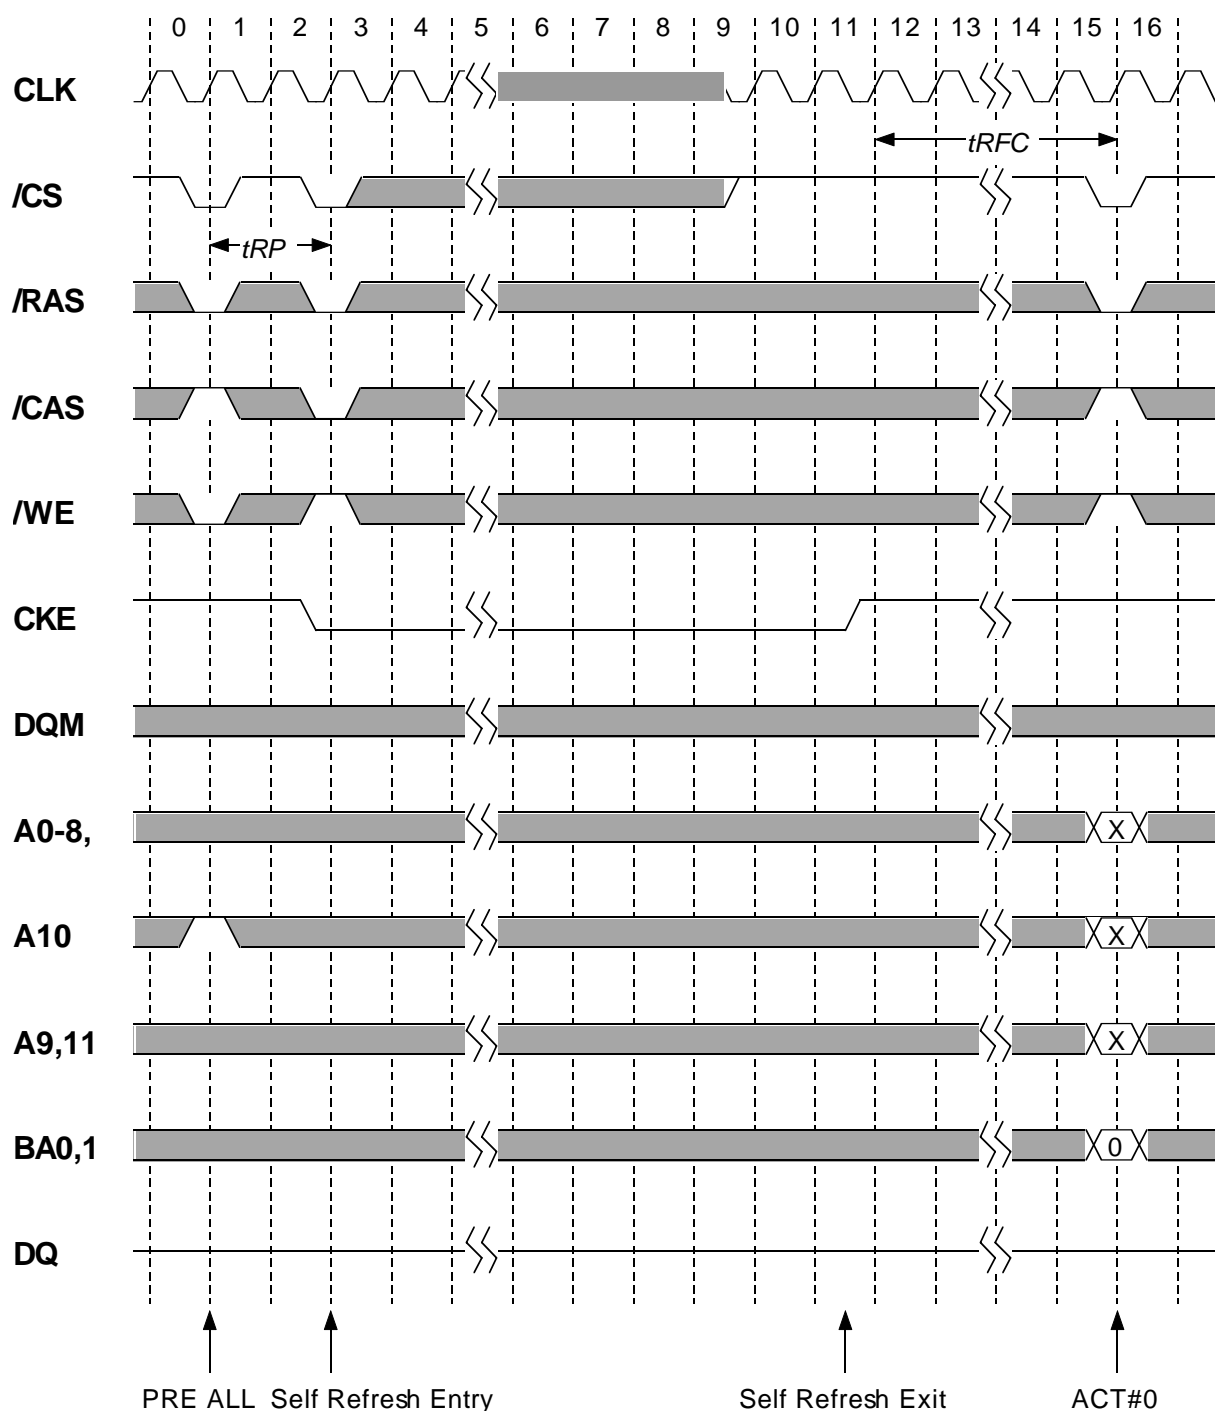 0 1 2 3 4 5 6 7 8 9 10 11 12 13 14 15 16
CLK
tRFC
/CS
tRP
/RAS
/CAS
/WE
CKE
DQM
A0-8,
X
A10
X
A9,11
X
BA0,1
0
DQ
PRE ALL Self Refresh Entry Self Refresh Exit ACT#0